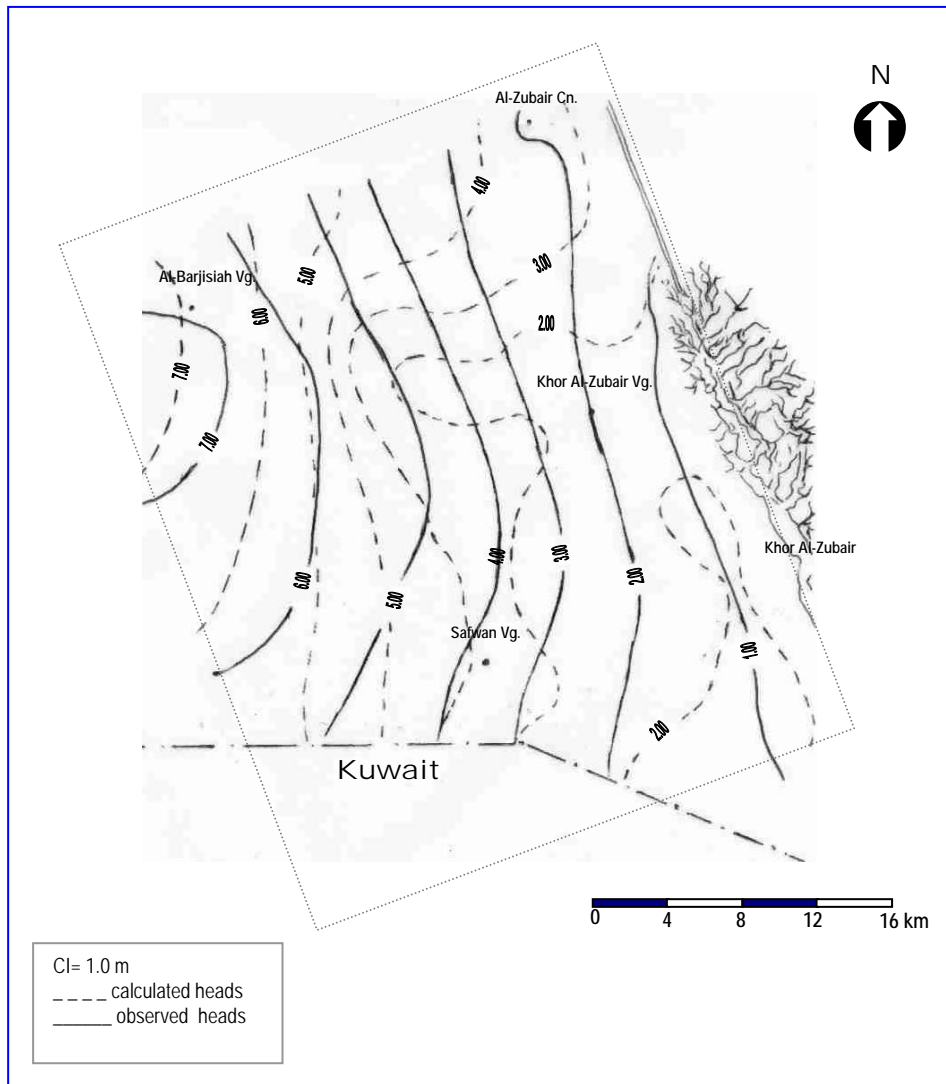 N
Al-Zubair Cn.
4.00
3.00
5.00
Al-Barjisiah Vg.
6.00
2.00
7.00
Khor Al-Zubair Vg.
7.00
Khor Al-Zubair
4.00
3.00
6.00
5.00
2.00
Safwan Vg.
1.00
2.00
Kuwait
0 4 8 12 16 km
CI= 1.0 m
calculated heads
observed heads